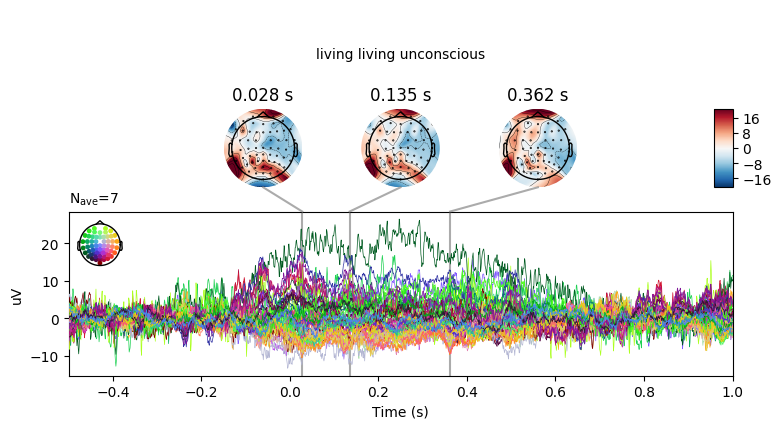 living living unconscious
0.028 s 0.135 s 0.362 s
16
8
0
−8
−16
Nave=7
20
10
0
−10
uV
−0.4 −0.2 0.0 0.2 0.4 0.6 0.8 1.0
Time (s)